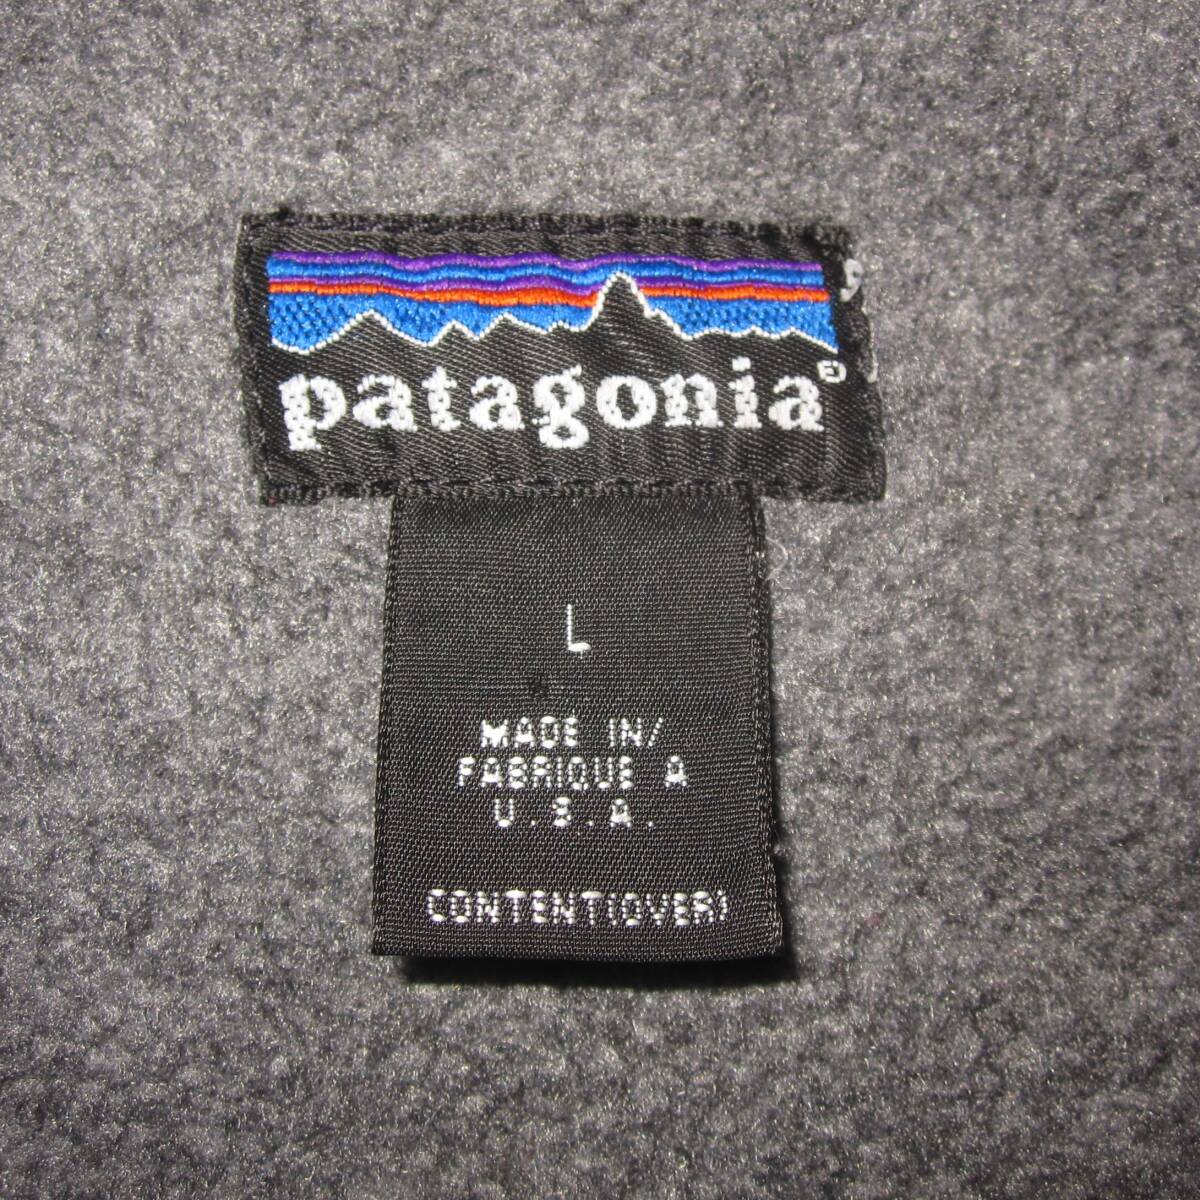 patagonia®
L
MADE IN/
FABRIQUE A
U.S.A.
CONTENT(OVER)